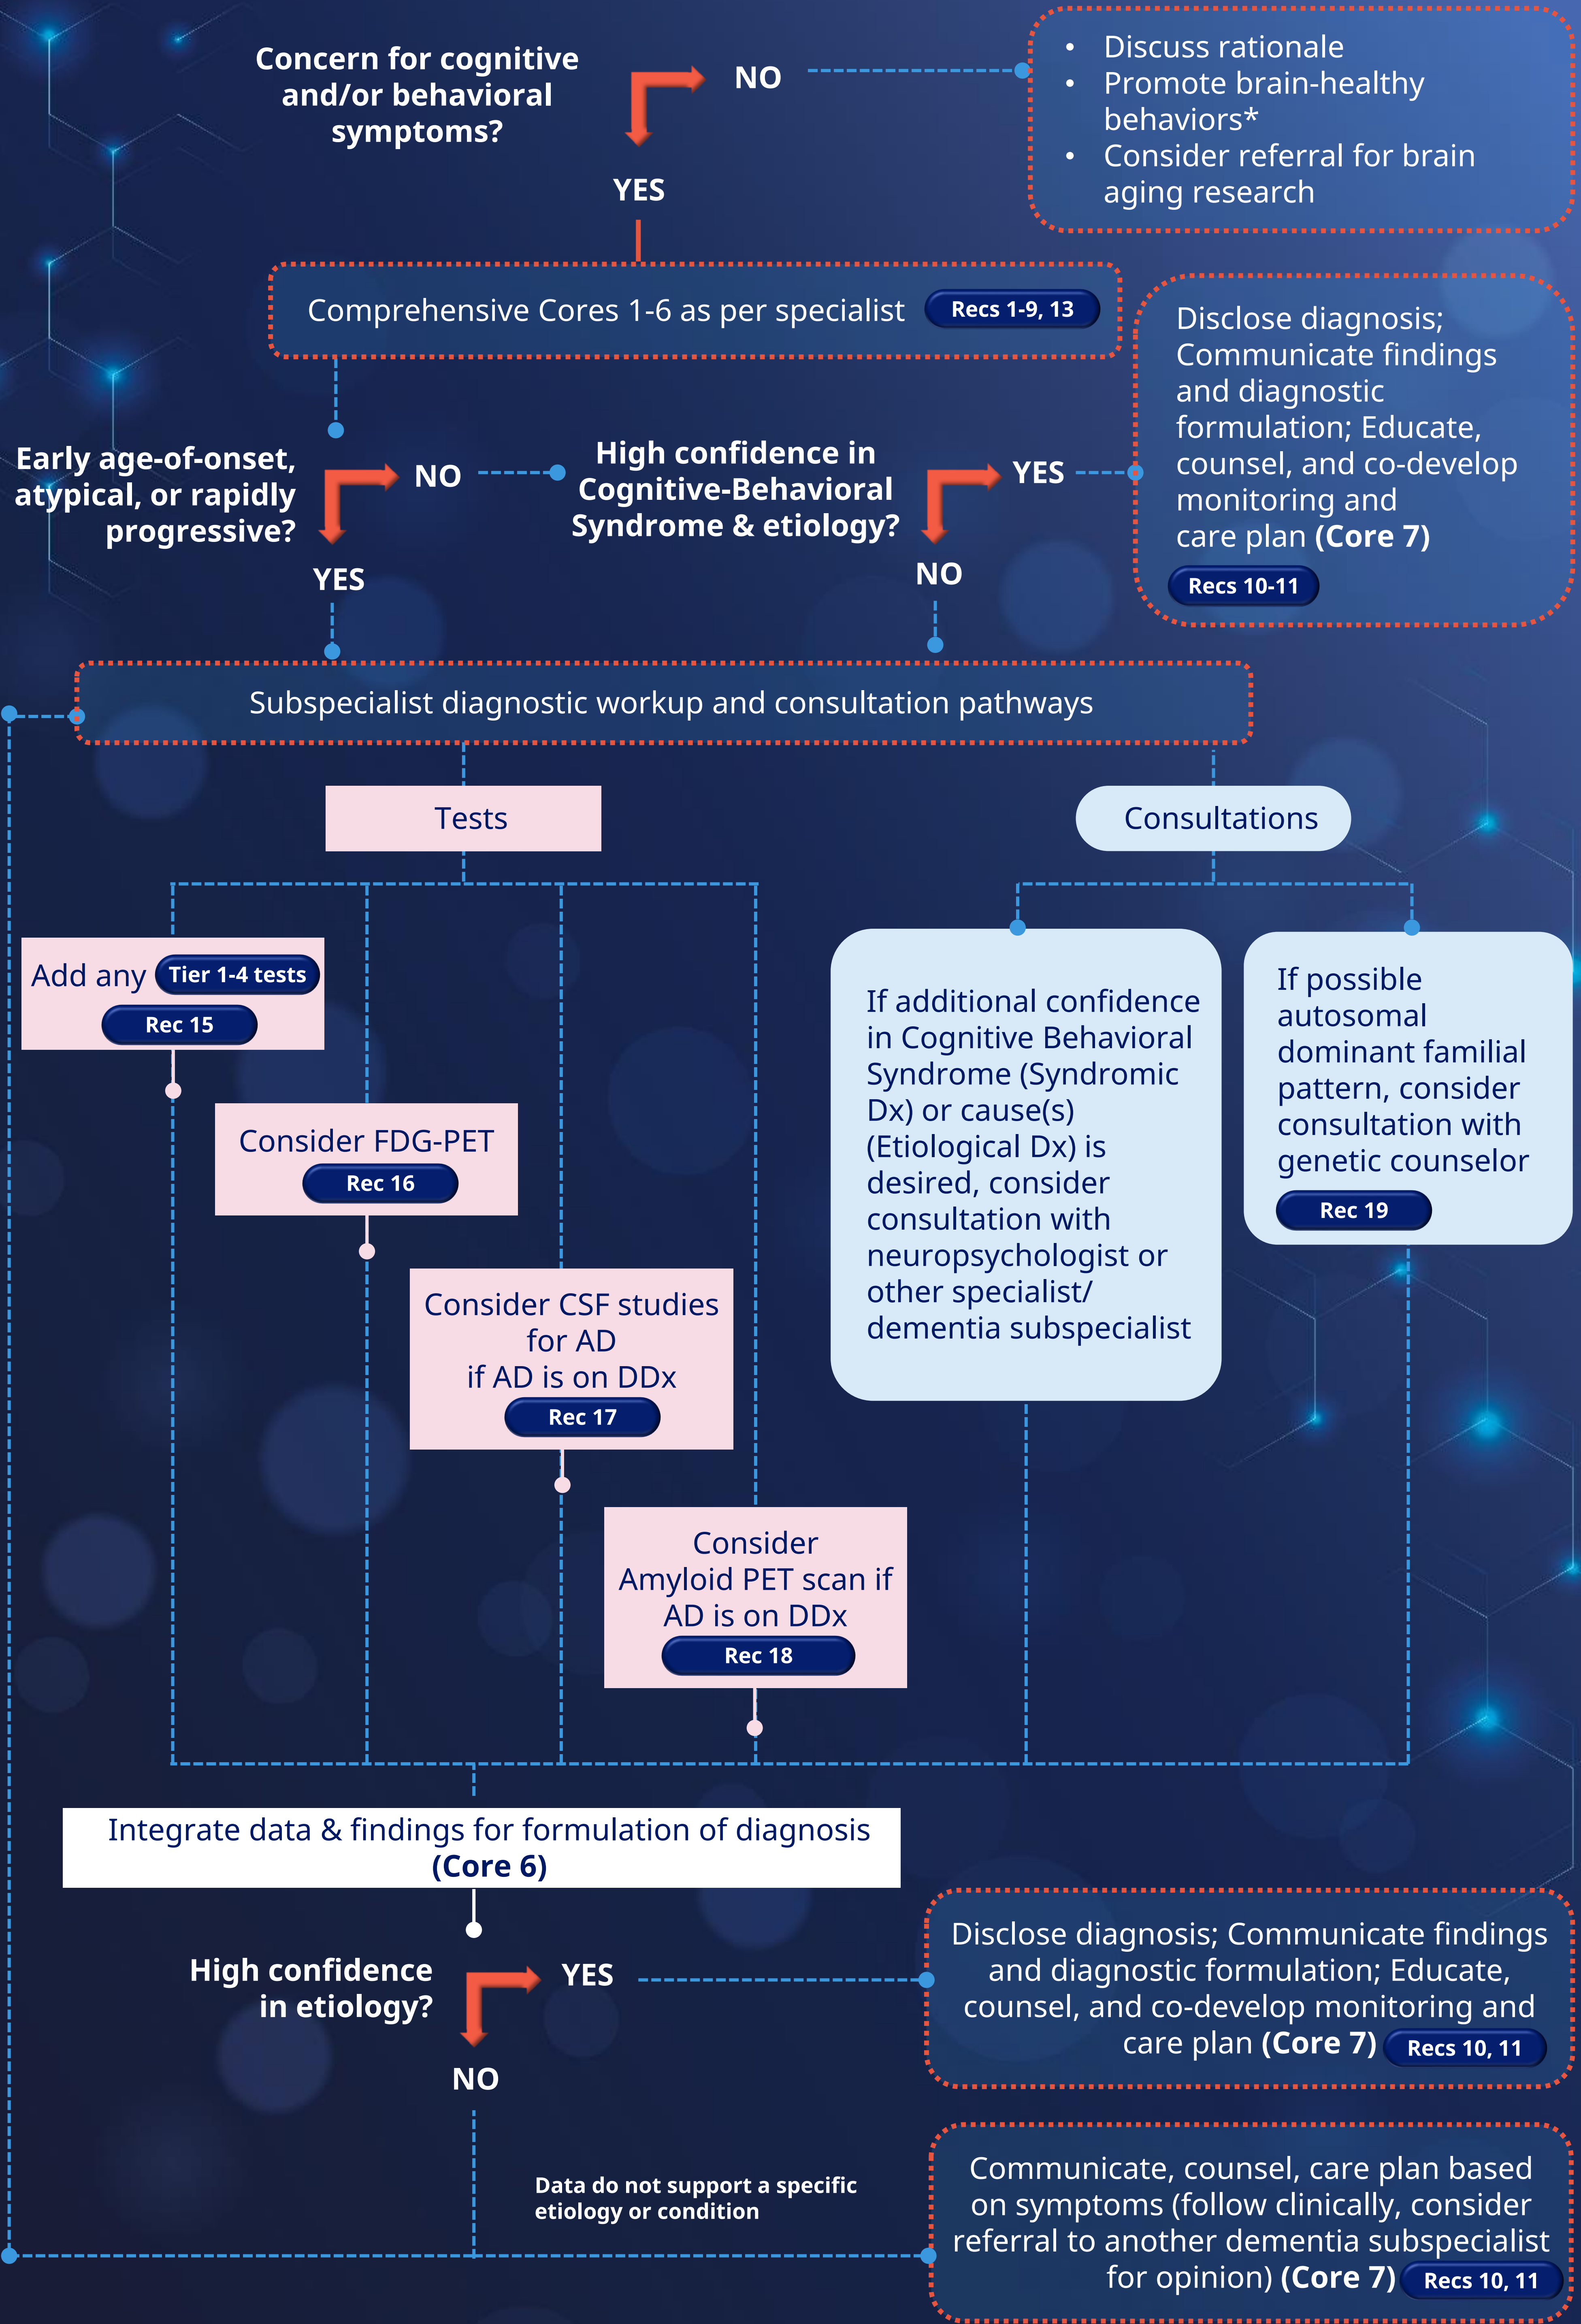 Concern for cognitive
and/or behavioral
symptoms?
NO
YES
• Discuss rationale
• Promote brain-healthy
behaviors*
• Consider referral for brain
aging research
Comprehensive Cores 1-6 as per specialist Recs 1-9, 13
Early age-of-onset,
atypical, or rapidly
progressive?
NO
YES
High confidence in
Cognitive-Behavioral
Syndrome & etiology?
YES
NO
Disclose diagnosis;
Communicate findings
and diagnostic
formulation; Educate,
counsel, and co-develop
monitoring and
care plan (Core 7)
Recs 10-11
Subspecialist diagnostic workup and consultation pathways
Tests
Consultations
Add any Tier 1-4 tests
Rec 15
Consider FDG-PET
Rec 16
Consider CSF studies
for AD
if AD is on DDx
Rec 17
Consider
Amyloid PET scan if
AD is on DDx
Rec 18
If additional confidence
in Cognitive Behavioral
Syndrome (Syndromic
Dx) or cause(s)
(Etiological Dx) is
desired, consider
consultation with
neuropsychologist or
other specialist/
dementia subspecialist
If possible
autosomal
dominant familial
pattern, consider
consultation with
genetic counselor
Rec 19
Integrate data & findings for formulation of diagnosis
(Core 6)
High confidence
in etiology?
YES
NO
Disclose diagnosis; Communicate findings
and diagnostic formulation; Educate,
counsel, and co-develop monitoring and
care plan (Core 7) Recs 10, 11
Data do not support a specific
etiology or condition
Communicate, counsel, care plan based
on symptoms (follow clinically, consider
referral to another dementia subspecialist
for opinion) (Core 7) Recs 10, 11